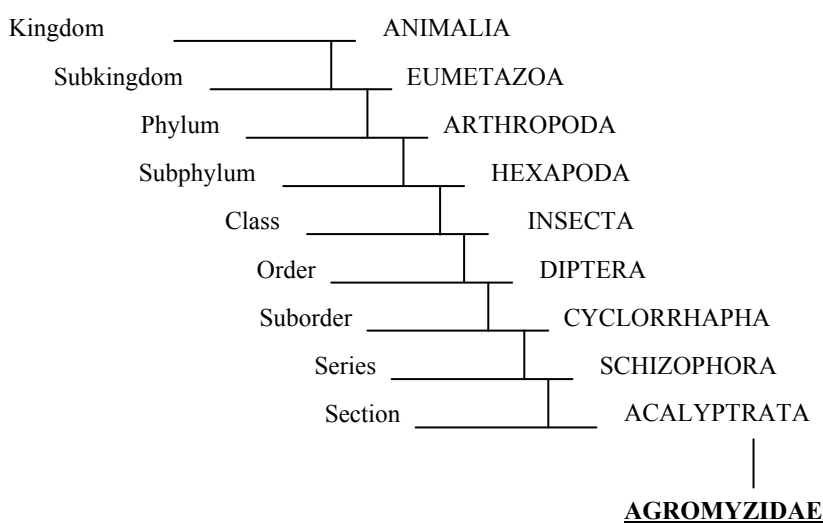 Kingdom ANIMALIA
Subkingdom EUMETAZOA
Phylum ARTHROPODA
Subphylum HEXAPODA
Class INSECTA
Order DIPTERA
Suborder CYCLORRHAPHA
Series SCHIZOPHORA
Section ACALYPTRATA
AGROMYZIDAE